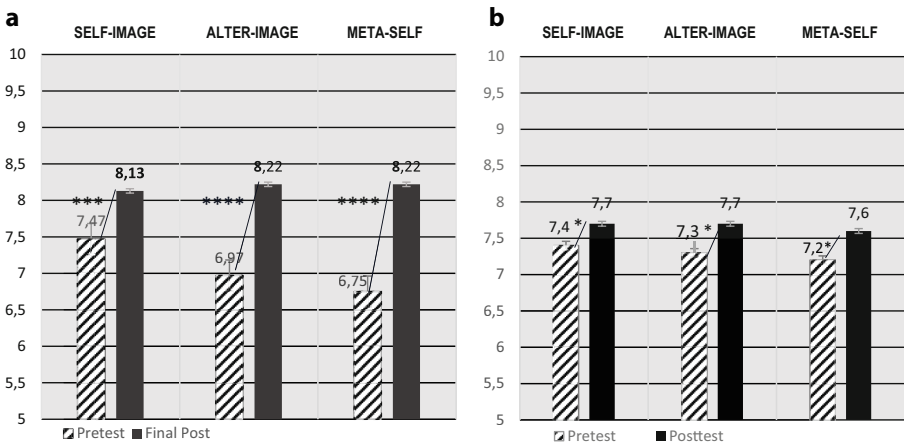 a
SELF-IMAGE ALTER-IMAGE META-SELF
10
9,5
9
8,5
8
7,5
7
6,5
6
5,5
5
8,13 8,22 8,22
*** **** ****
7,47
6,97
6,75
Pretest Final Post
b
SELF-IMAGE ALTER-IMAGE META-SELF
10
9,5
9
8,5
8
7,5
7
6,5
6
5,5
5
7,7 7,7 7,6
7,4 * 7,3 * 7,2*
Pretest Posttest